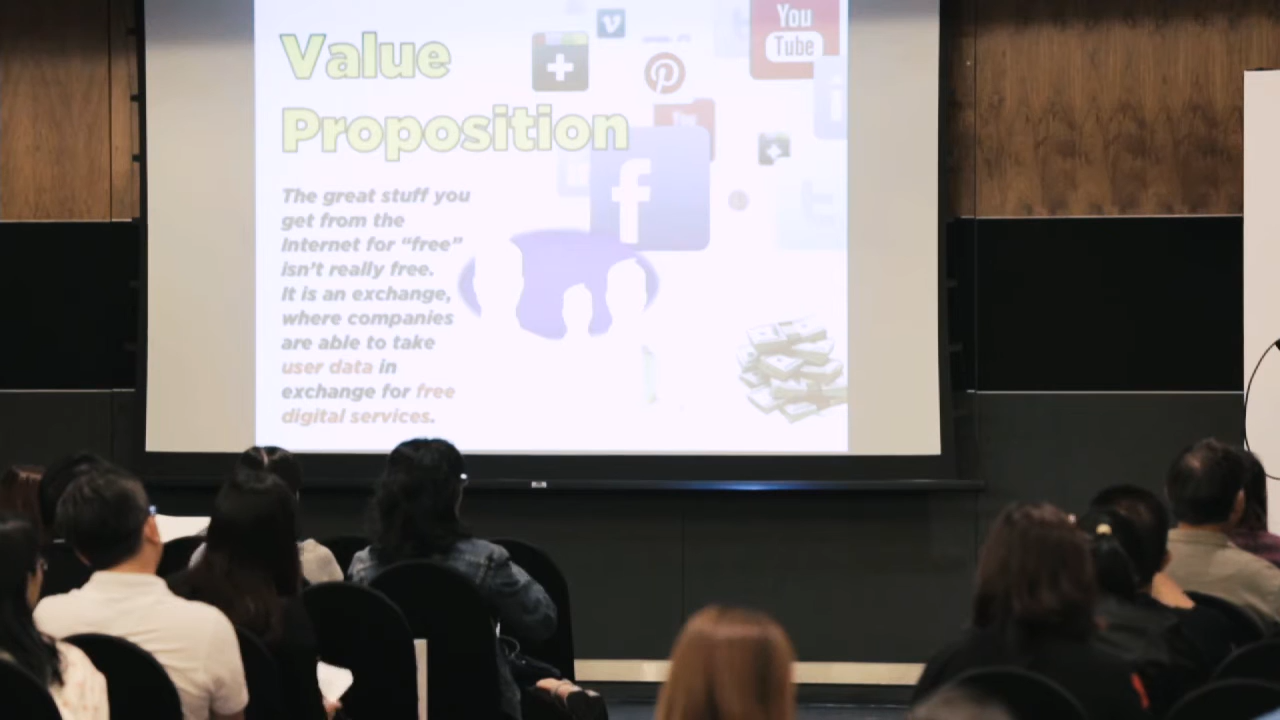 Value
Proposition
You
Tube
The great stuff you
get from the
Internet for “free”
isn’t really free.
It is an exchange,
where companies
are able to take
user data in
exchange for free
digital services.